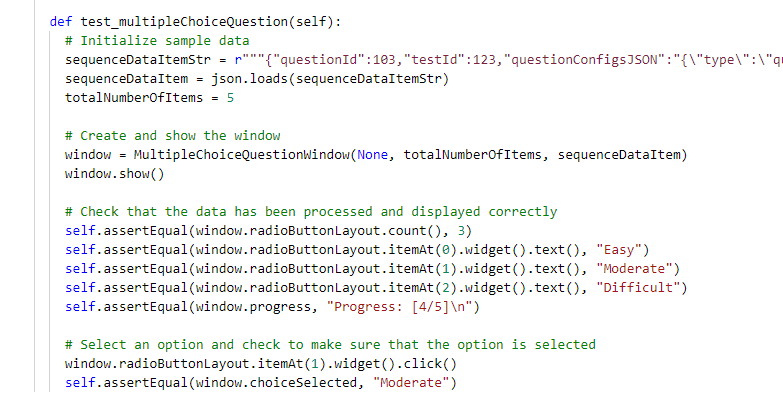 def test_multipleChoiceQuestion(self):
# Initialize sample data
sequenceDataItemStr = r"""{"questionId":103,"testId":123,"questionConfigsJSON":"{\"type\":\"qu
sequenceDataItem = json.loads(sequenceDataItemStr)
totalNumberOfItems = 5
# Create and show the window
window = MultipleChoiceQuestionWindow(None, totalNumberOfItems, sequenceDataItem)
window.show()
# Check that the data has been processed and displayed correctly
self.assertEqual(window.radioButtonLayout.count(), 3)
self.assertEqual(window.radioButtonLayout.itemAt(0).widget().text(), "Easy")
self.assertEqual(window.radioButtonLayout.itemAt(1).widget().text(), "Moderate")
self.assertEqual(window.radioButtonLayout.itemAt(2).widget().text(), "Difficult")
self.assertEqual(window.progress, "Progress: [4/5]\n")
# Select an option and check to make sure that the option is selected
window.radioButtonLayout.itemAt(1).widget().click()
self.assertEqual(window.choiceSelected, "Moderate")